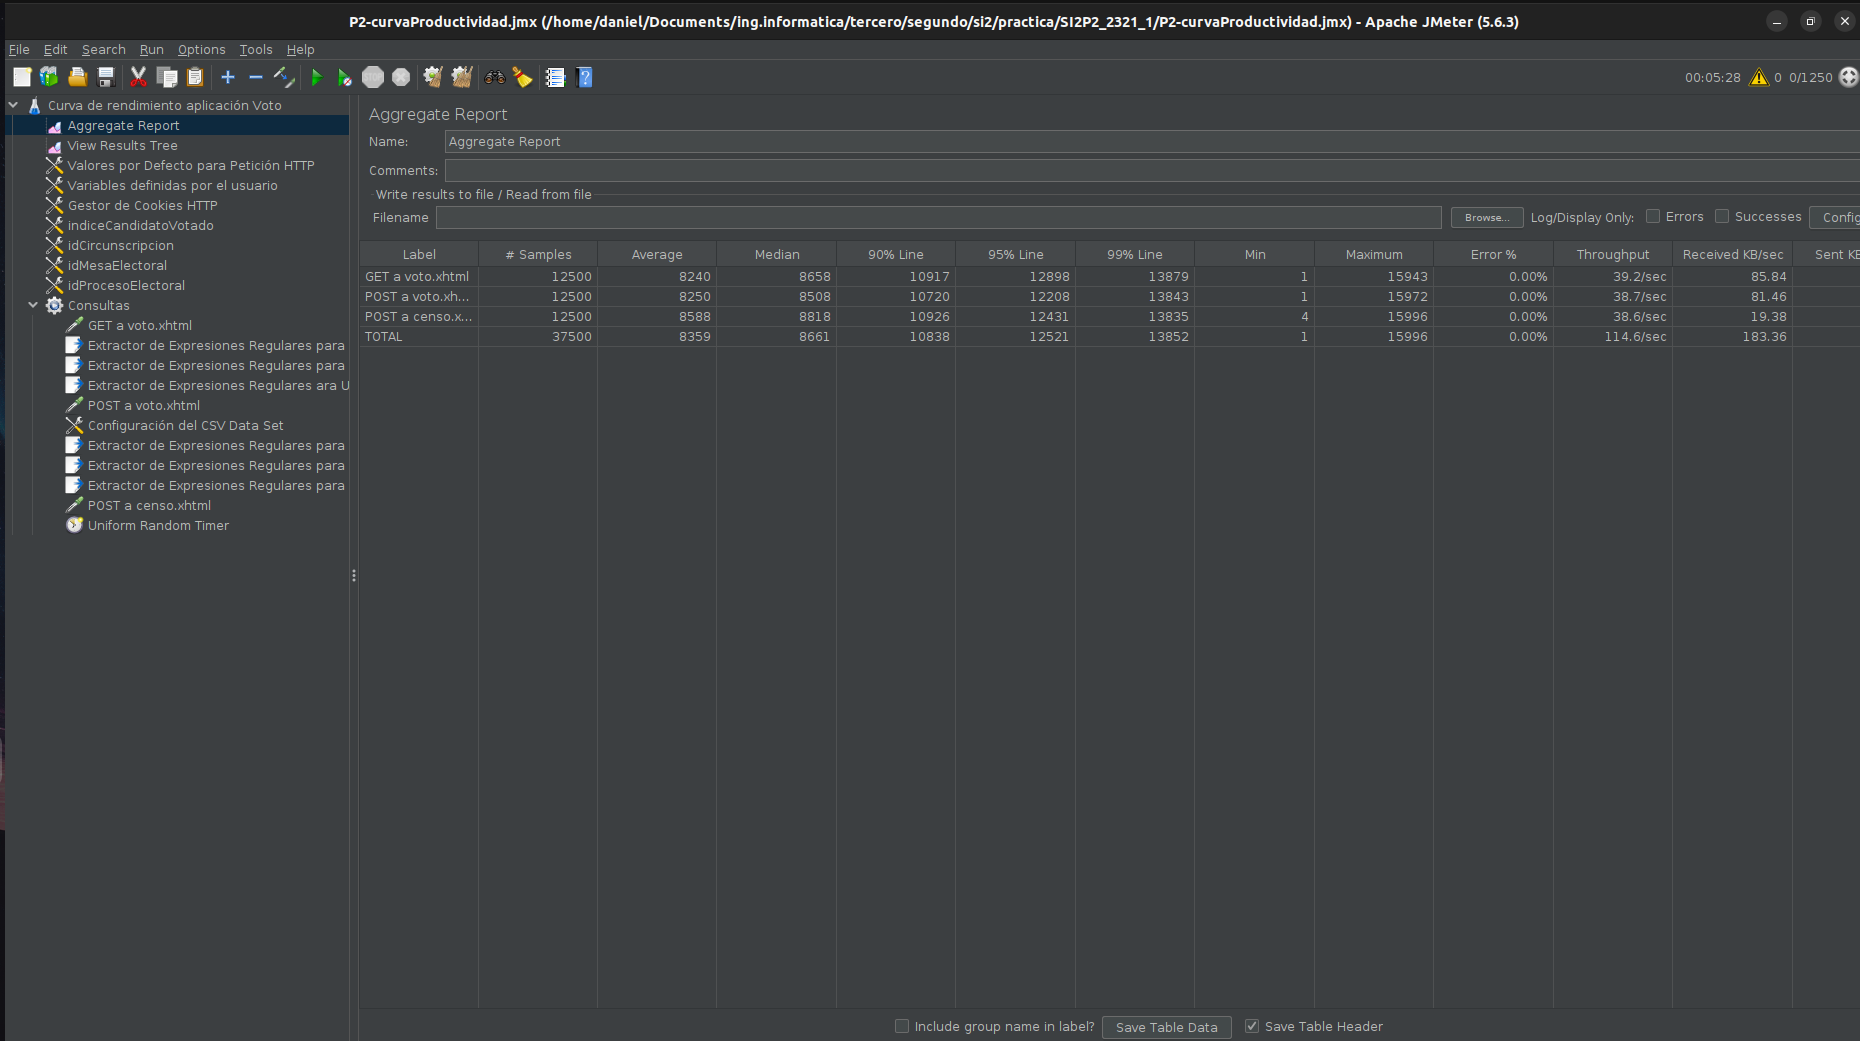 P2-curvaProductividad.jmx (/home/daniel/Documents/ing.informatica/tercero/segundo/si2/practica/SI2P2_2321_1/P2-curvaProductividad.jmx) - Apache JMeter (5.6.3)
File Edit Search Run Options Tools Help
00:05:28 0 0/1250
Curva de rendimiento aplicación Voto
Aggregate Report
View Results Tree
Valores por Defecto para Petición HTTP
Variables definidas por el usuario
Gestor de Cookies HTTP
indiceCandidatoVotado
idCircunscripcion
idMesaElectoral
idProcesoElectoral
Consultas
GET a voto.xhtml
Extractor de Expresiones Regulares para
Extractor de Expresiones Regulares para
Extractor de Expresiones Regulares ara U
POST a voto.xhtml
Configuración del CSV Data Set
Extractor de Expresiones Regulares para
Extractor de Expresiones Regulares para
Extractor de Expresiones Regulares para
POST a censo.xhtml
Uniform Random Timer
Aggregate Report
Name: Aggregate Report
Comments:
Write results to file / Read from file
Filename Browse... Log/Display Only: Errors Successes Config
Label # Samples Average Median 90% Line 95% Line 99% Line Min Maximum Error % Throughput Received KB/sec Sent KB
GET a voto.xhtml 12500 8240 8658 10917 12898 13879 1 15943 0.00% 39.2/sec 85.84
POST a voto.xh... 12500 8250 8508 10720 12208 13843 1 15972 0.00% 38.7/sec 81.46
POST a censo.x... 12500 8588 8818 10926 12431 13835 4 15996 0.00% 38.6/sec 19.38
TOTAL 37500 8359 8661 10838 12521 13852 1 15996 0.00% 114.6/sec 183.36
Include group name in label? Save Table Data Save Table Header